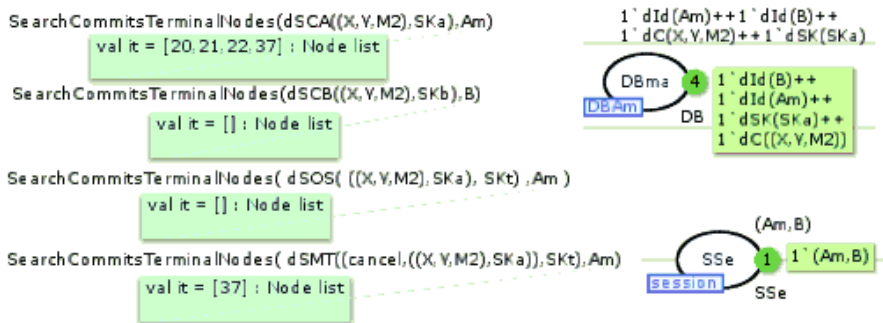 SearchCommitsTerminalNodes(dSCA((X,Y,M2),SKa),Am)
val it = [20,21,22,37] : Node list
SearchCommitsTerminalNodes(dSCB((X,Y,M2),SKb),B)
val it = [] : Node list
SearchCommitsTerminalNodes( dSOS( ((X,Y,M2),SKa), SKt) ,Am )
val it = [] : Node list
SearchCommitsTerminalNodes( dSMT((cancel,((X,Y,M2),SKa)),SKt),Am)
val it = [37] : Node list
1`dId(Am)++1`dId(B)++
1`dC(X,Y,M2)++1`dSK(SKa)
DBma
4
DBAm
DB
1`dId(B)++
1`dId(Am)++
1`dSK(SKa)++
1`dC((X,Y,M2))
(Am,B)
SSe
1
1`(Am,B)
session
SSe